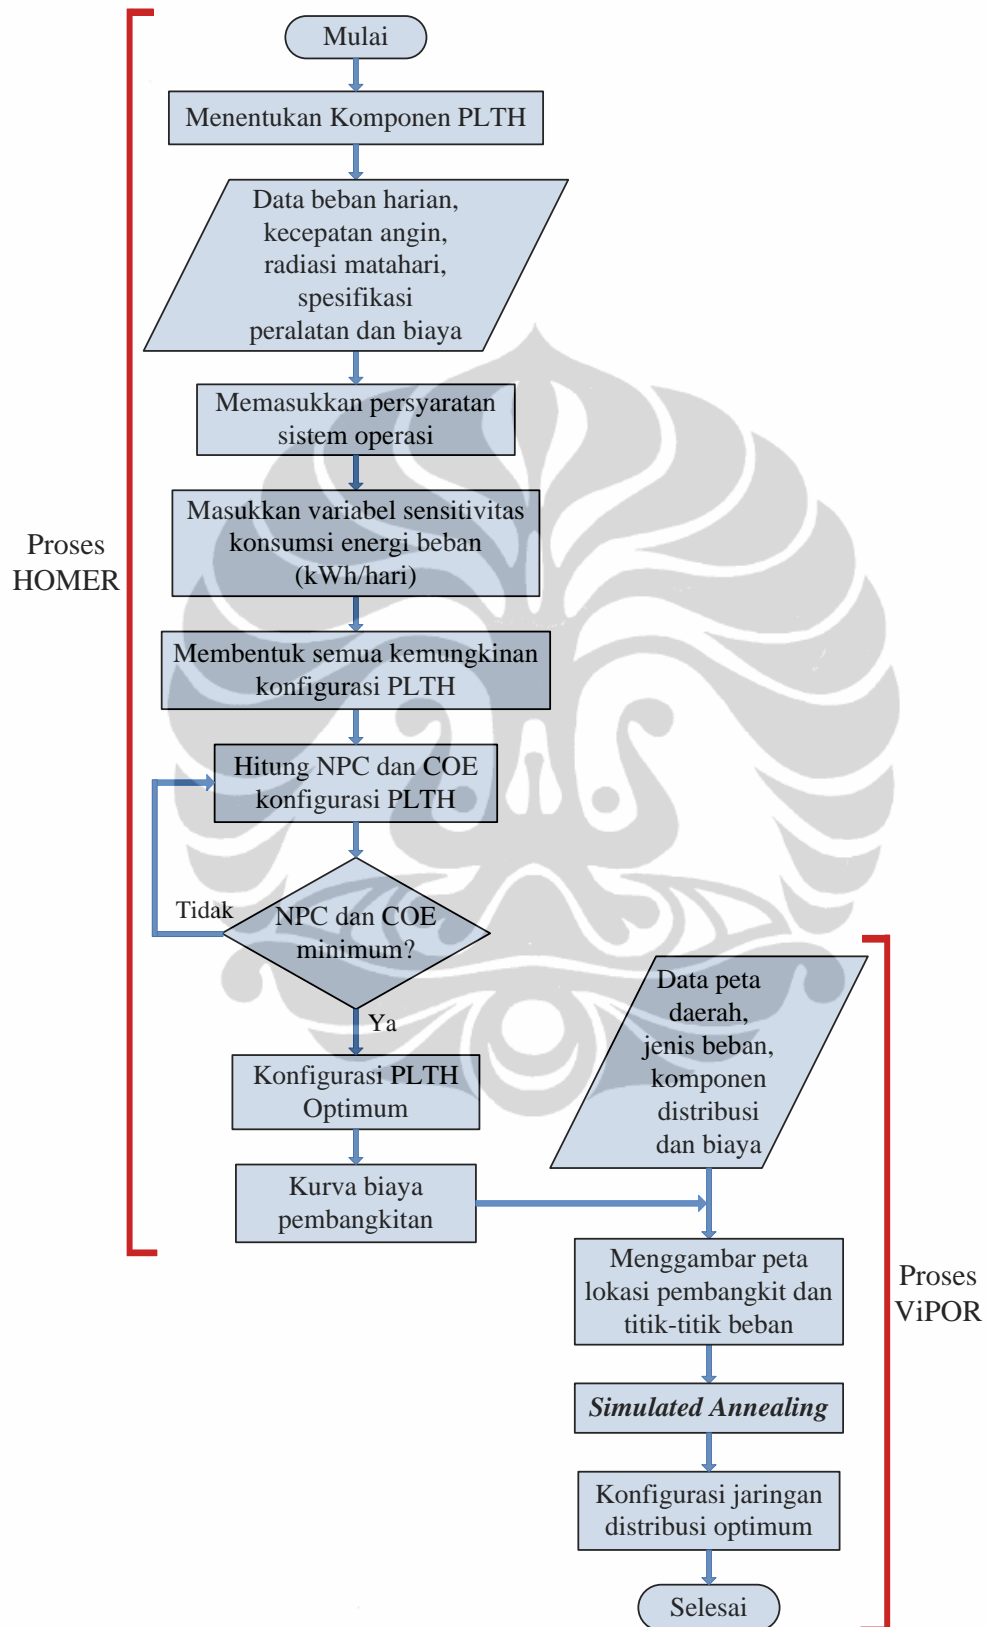 Mulai
Menentukan Komponen PLTH
Data beban harian,
kecepatan angin,
radiasi matahari,
spesifikasi
peralatan dan biaya
Memasukkan persyaratan
sistem operasi
Masukkan variabel sensitivitas
konsumsi energi beban
(kWh/hari)
Proses
HOMER
Membentuk semua kemungkinan
konfigurasi PLTH
Hitung NPC dan COE
konfigurasi PLTH
Tidak
NPC dan COE
minimum?
Ya
Konfigurasi PLTH
Optimum
Kurva biaya
pembangkitan
Data peta
daerah,
jenis beban,
komponen
distribusi
dan biaya
Menggambar peta
lokasi pembangkit dan
titik-titik beban
Proses
ViPOR
Simulated Annealing
Konfigurasi jaringan
distribusi optimum
Selesai